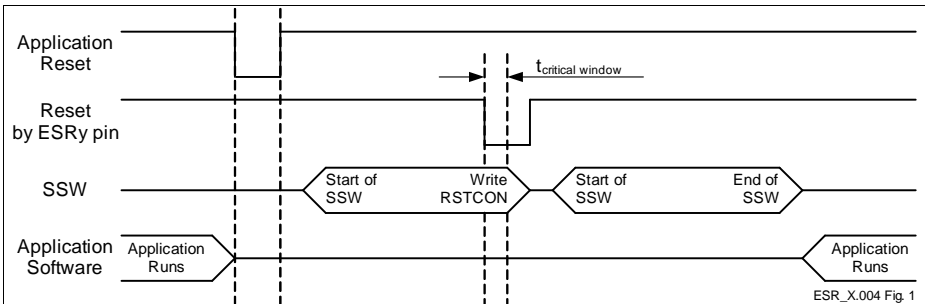 Application
Reset
tcritical window
Reset
by ESRy pin
SSW
Start of
SSW
Write
RSTCON
Start of
SSW
End of
SSW
Application
Software
Application
Runs
Application
Runs
ESR_X.004 Fig. 1